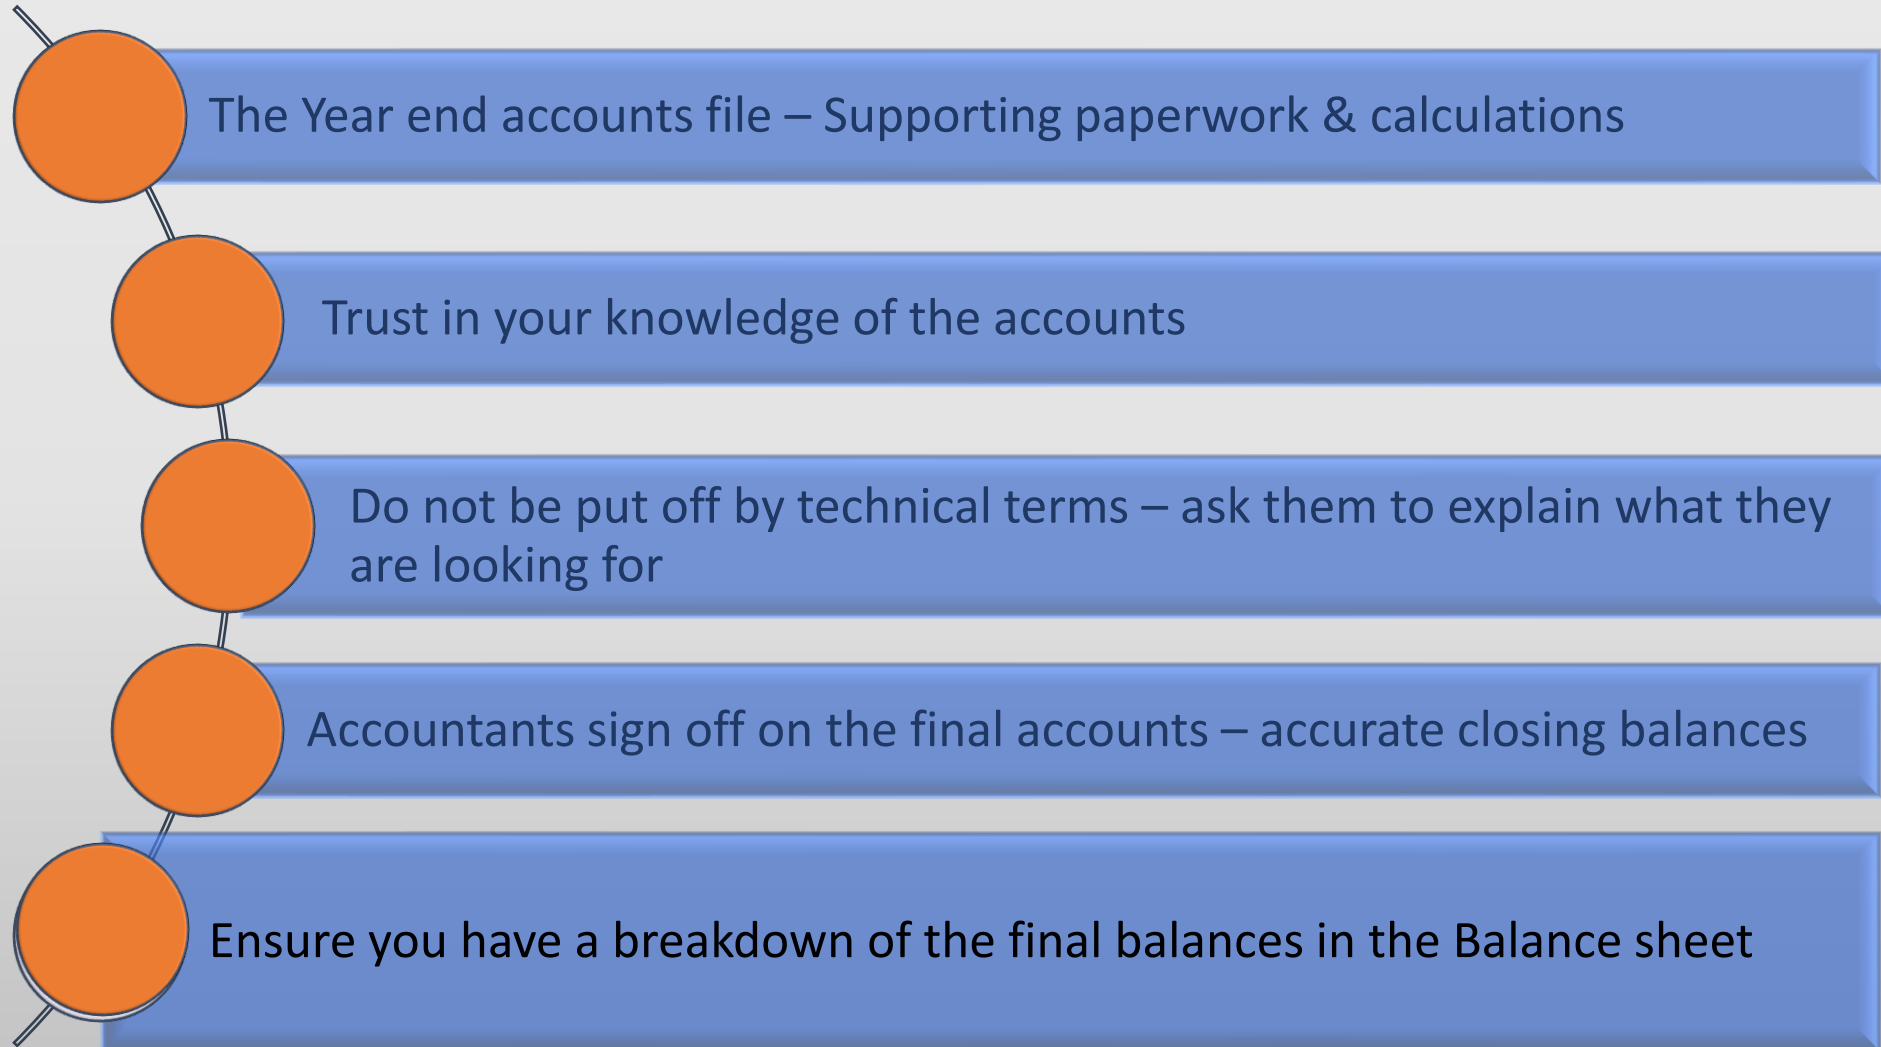 The Year end accounts file – Supporting paperwork & calculations
Trust in your knowledge of the accounts
Do not be put off by technical terms – ask them to explain what they
are looking for
Accountants sign off on the final accounts – accurate closing balances
Ensure you have a breakdown of the final balances in the Balance sheet